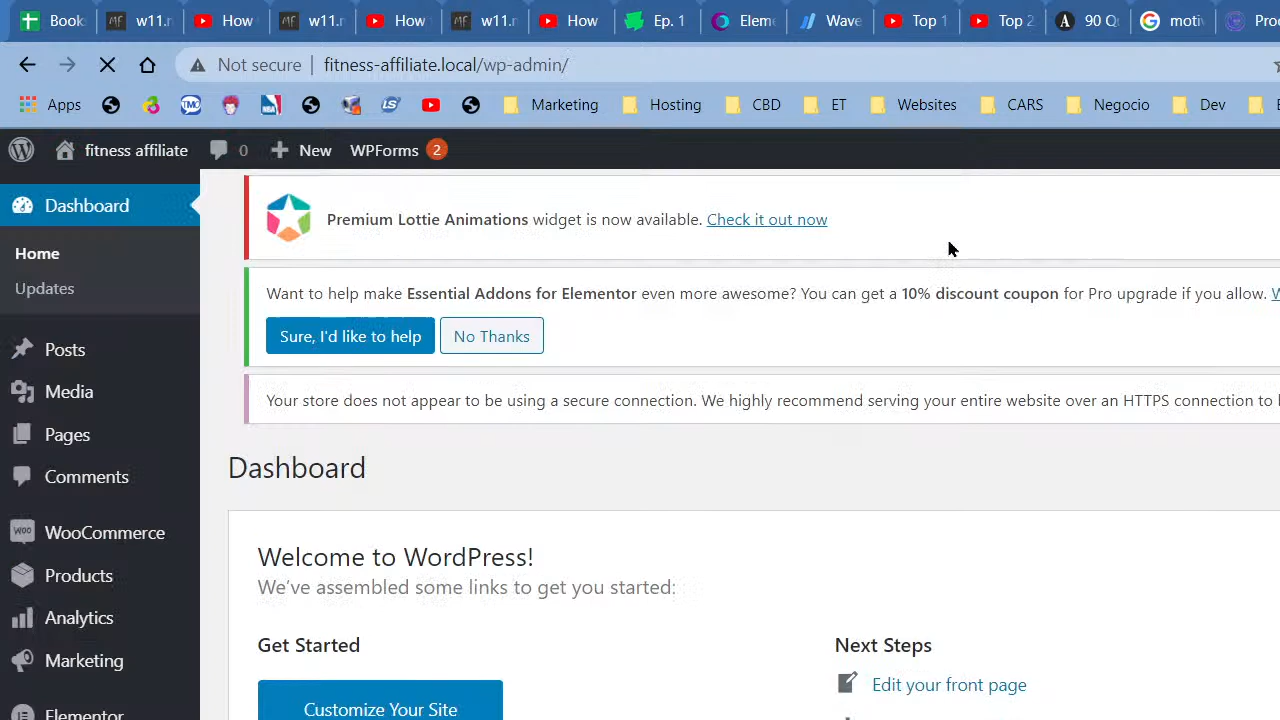 Book w11.r How w11.r How w11.r How Ep. 1 Elem Wave Top 1 Top 2 90 Q moti Pro
Not secure | fitness-affiliate.local/wp-admin/
Apps TMO NBA LS Marketing Hosting CBD ET Websites CARS Negocio Dev
fitness affiliate 0 New WPForms 2
Dashboard
Home
Updates
Posts
Media
Pages
Comments
WooCommerce
Products
Analytics
Marketing
Elementor
Premium Lottie Animations widget is now available. Check it out now
Want to help make Essential Addons for Elementor even more awesome? You can get a 10% discount coupon for Pro upgrade if you allow. W
Sure, I'd like to help No Thanks
Your store does not appear to be using a secure connection. We highly recommend serving your entire website over an HTTPS connection to
Dashboard
Welcome to WordPress!
We've assembled some links to get you started:
Get Started
Customize Your Site
Next Steps
Edit your front page